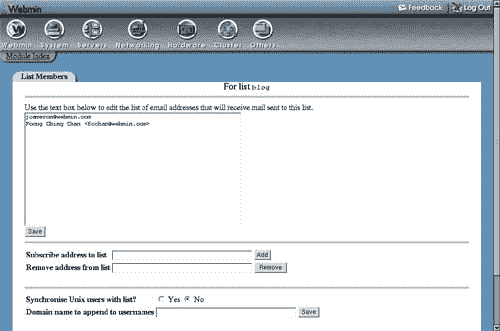 Webmin
Feedback Log Out
Webmin System Servers Networking Hardware Cluster Others
Module Index
List Members
For list blog
Use the text box below to edit the list of email addresses that will receive mail sent to this list.
jcameron@webmin.com
Foong Ching Chan <fcchan@webmin.com>
Save
Subscribe address to list Add
Remove address from list Remove
Synchronise Unix users with list? Yes No
Domain name to append to usernames Save